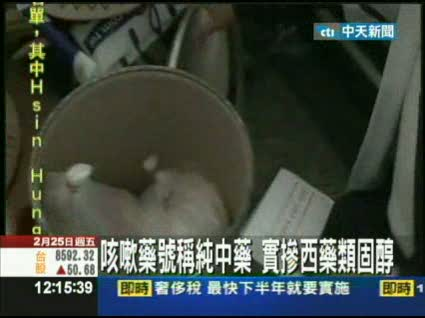 單,其中Hsin Hung
cti 中天新聞
咳嗽藥號稱純中藥 實摻西藥類固醇
2月25日週五
台股
8502.32
▲50.68
12:15:39
即時 奢侈稅 最快下半年就要實施 即時